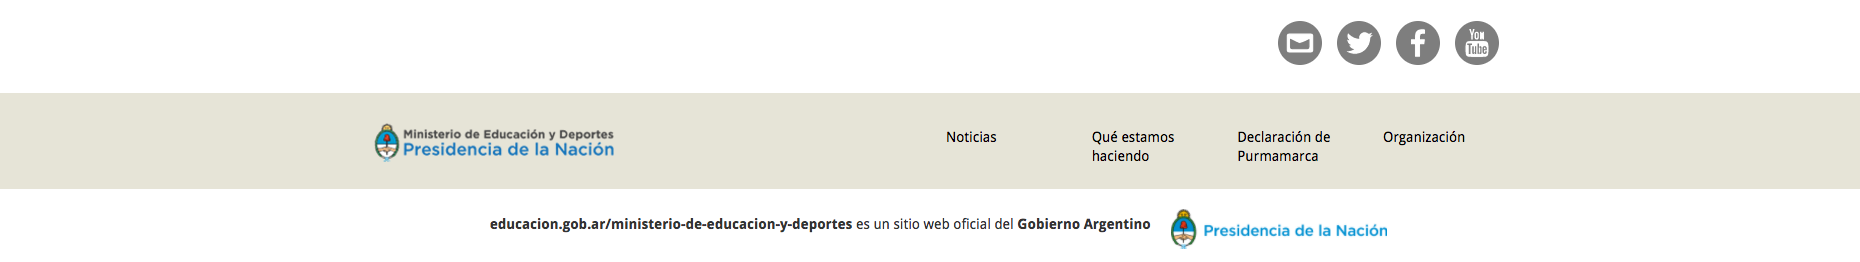 You
Tube
Ministerio de Educación y Deportes
Presidencia de la Nación
Noticias
Qué estamos
haciendo
Declaración de
Purmamarca
Organización
educacion.gob.ar/ministerio-de-educacion-y-deportes es un sitio web oficial del Gobierno Argentino
Presidencia de la Nación